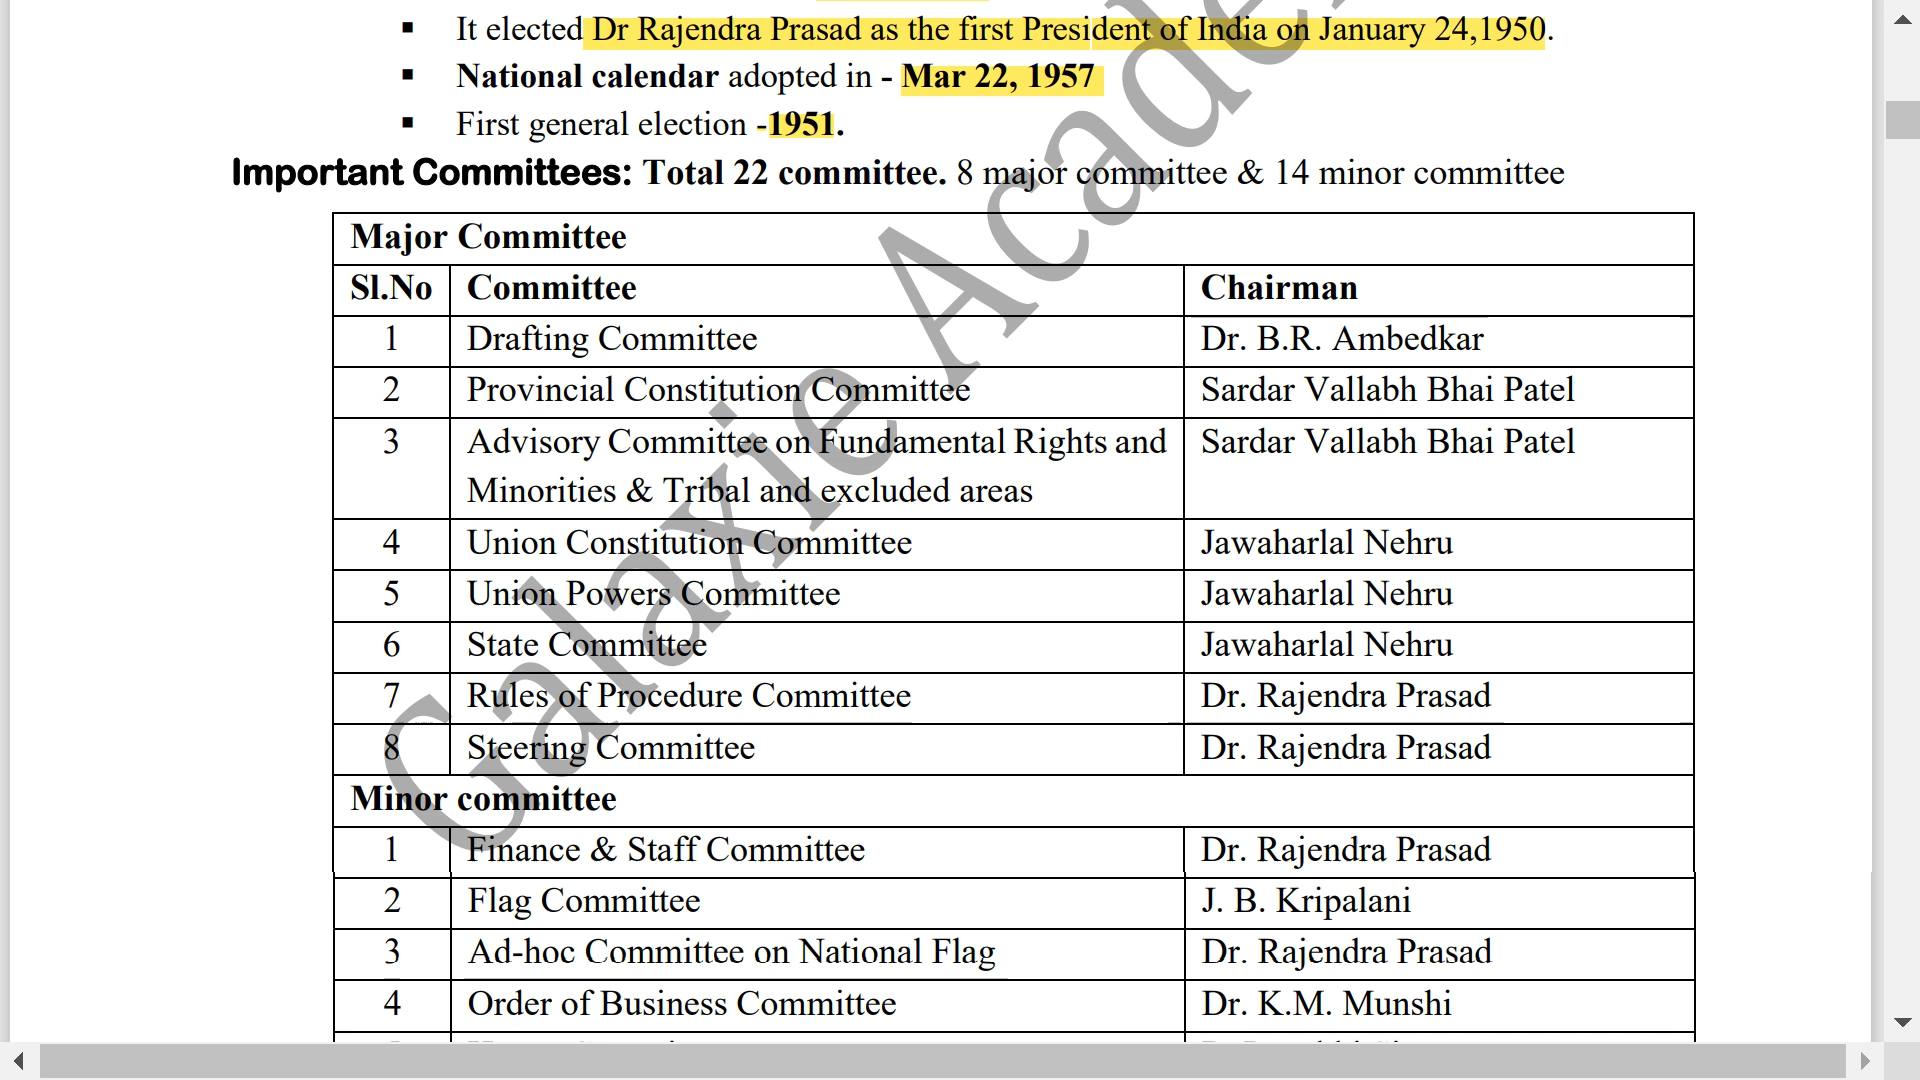 ▪ It elected Dr Rajendra Prasad as the first President of India on January 24,1950.
▪ National calendar adopted in - Mar 22, 1957
▪ First general election -1951.
Important Committees: Total 22 committee. 8 major committee & 14 minor committee
Major Committee
Sl.No Committee Chairman
1 Drafting Committee Dr. B.R. Ambedkar
2 Provincial Constitution Committee Sardar Vallabh Bhai Patel
3 Advisory Committee on Fundamental Rights and Sardar Vallabh Bhai Patel
Minorities & Tribal and excluded areas
4 Union Constitution Committee Jawaharlal Nehru
5 Union Powers Committee Jawaharlal Nehru
6 State Committee Jawaharlal Nehru
7 Rules of Procedure Committee Dr. Rajendra Prasad
8 Steering Committee Dr. Rajendra Prasad
Minor committee
1 Finance & Staff Committee Dr. Rajendra Prasad
2 Flag Committee J. B. Kripalani
3 Ad-hoc Committee on National Flag Dr. Rajendra Prasad
4 Order of Business Committee Dr. K.M. Munshi
Galaxie Acade